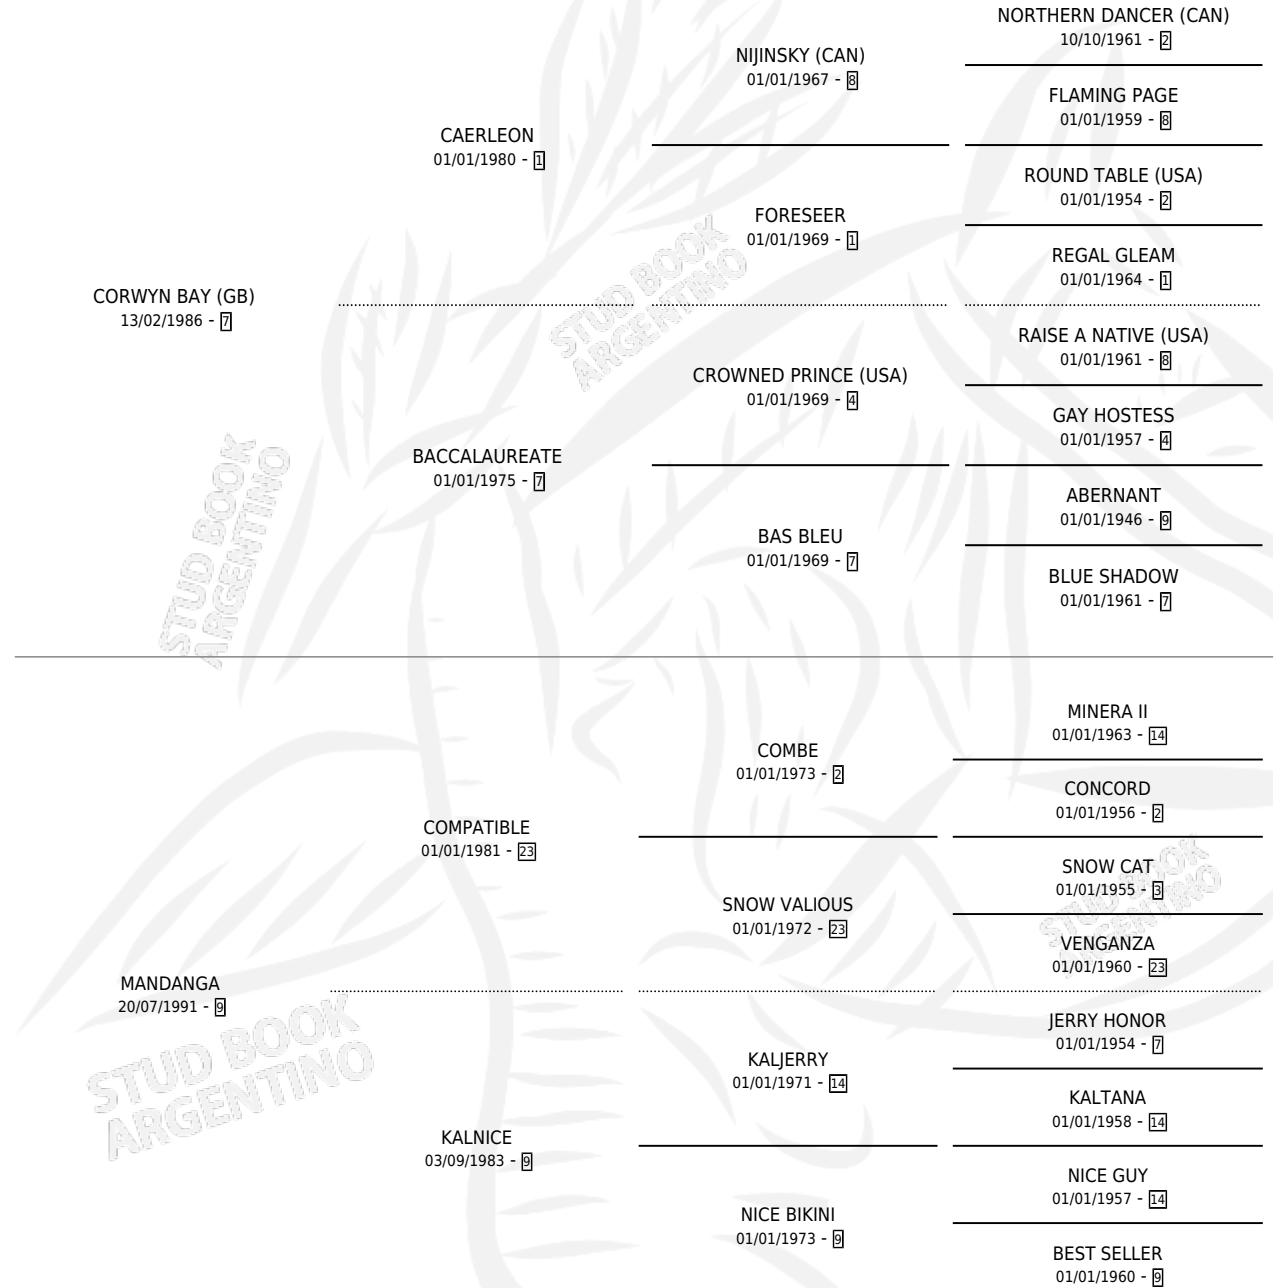 NORTHERN DANCER (CAN)
10/10/1961 - 2
NIJINSKY (CAN)
01/01/1967 - 8
FLAMING PAGE
01/01/1959 - 8
CAERLEON
01/01/1980 - 1
ROUND TABLE (USA)
01/01/1954 - 2
FORESEER
01/01/1969 - 1
REGAL GLEAM
01/01/1964 - 1
CORWYN BAY (GB)
13/02/1986 - 7
STUD BOOK
ARGENTINO
RAISE A NATIVE (USA)
01/01/1961 - 8
CROWNED PRINCE (USA)
01/01/1969 - 4
GAY HOSTESS
01/01/1957 - 4
BACCALAUREATE
01/01/1975 - 7
ABERNANT
01/01/1946 - 9
BAS BLEU
01/01/1969 - 7
BLUE SHADOW
01/01/1961 - 7
STUD BOOK
ARGENTINO
MINERA II
01/01/1963 - 14
COMBE
01/01/1973 - 2
CONCORD
01/01/1956 - 2
COMPATIBLE
01/01/1981 - 23
SNOW CAT
01/01/1955 - 3
SNOW VALIOUS
01/01/1972 - 23
VENGANZA
01/01/1960 - 23
STUD BOOK
ARGENTINO
MANDANGA
20/07/1991 - 9
JERRY HONOR
01/01/1954 - 7
KALJERRY
01/01/1971 - 14
KALTANA
01/01/1958 - 14
STUD BOOK
ARGENTINO
KALNICE
03/09/1983 - 9
NICE GUY
01/01/1957 - 14
NICE BIKINI
01/01/1973 - 9
BEST SELLER
01/01/1960 - 9